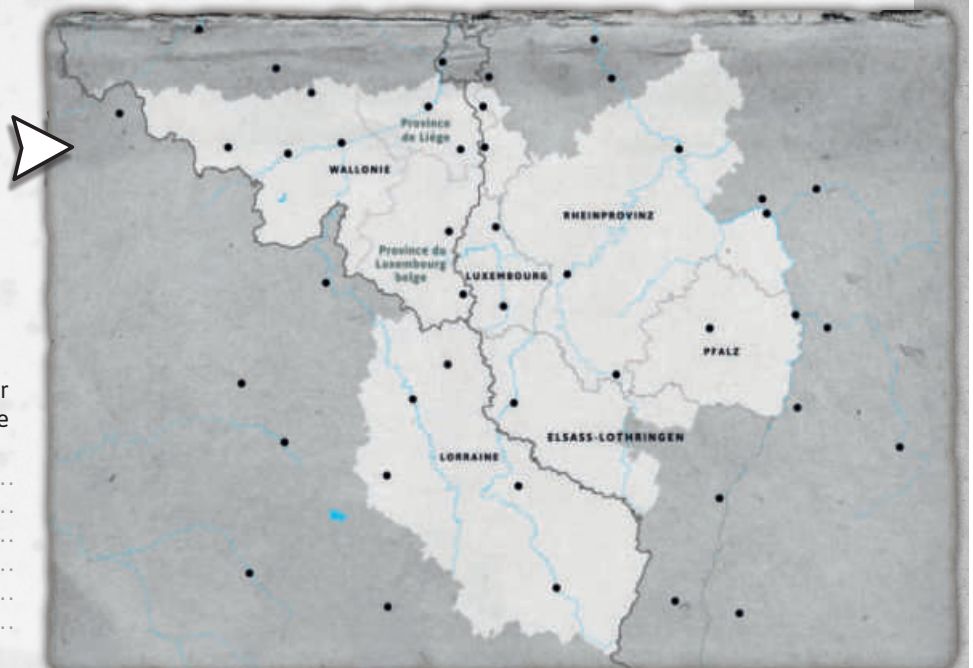 Province
de Liège
WALLONIE
RHEINPROVINZ
Province du
Luxembourg
belge
LUXEMBOURG
PFALZ
r
e
ELSASS-LOTHRINGEN
LORRAINE